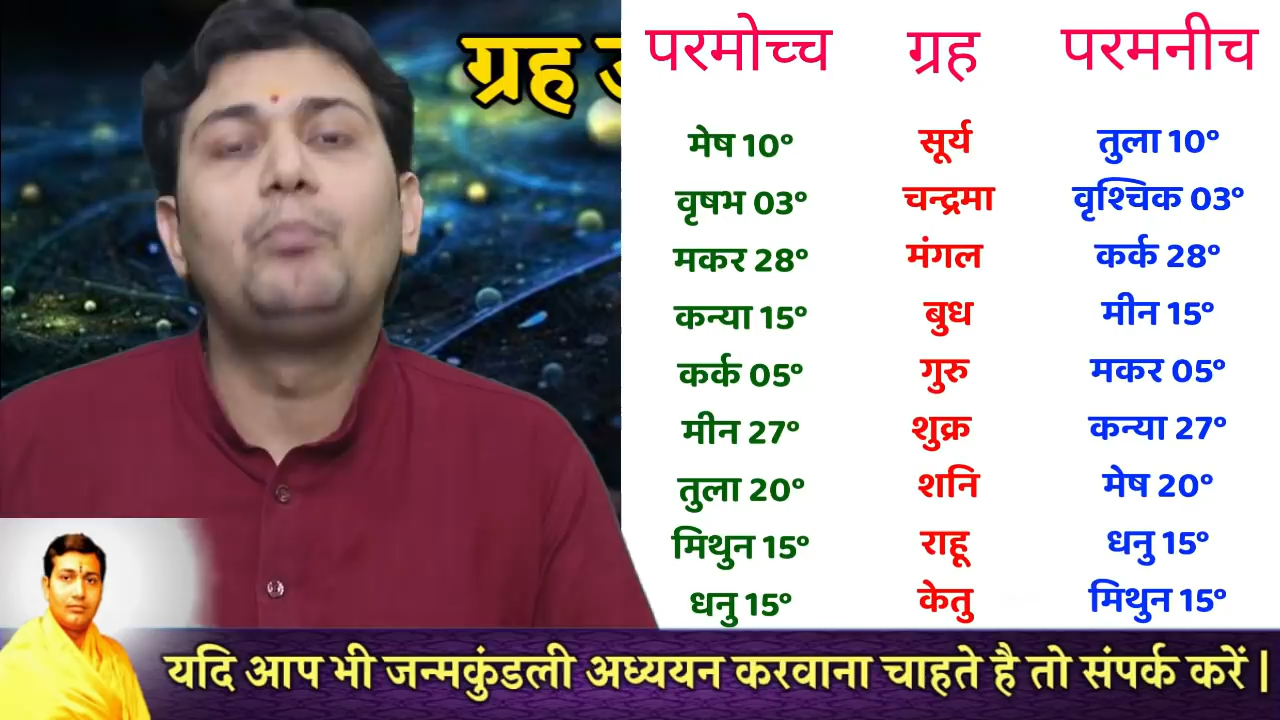 ग्रह
परमोच्च ग्रह परमनीच
मेष 10° सूर्य तुला 10°
वृषभ 03° चन्द्रमा वृश्चिक 03°
मकर 28° मंगल कर्क 28°
कन्या 15° बुध मीन 15°
कर्क 05° गुरु मकर 05°
मीन 27° शुक्र कन्या 27°
तुला 20° शनि मेष 20°
मिथुन 15° राहू धनु 15°
धनु 15° केतु मिथुन 15°
यदि आप भी जन्मकुंडली अध्ययन करवाना चाहते है तो संपर्क करें |